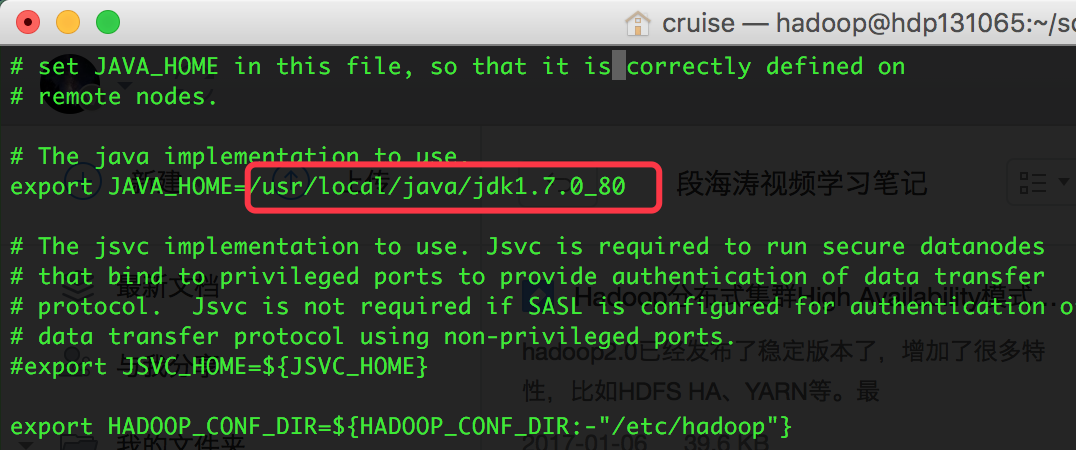 cruise — hadoop@hdp131065:~/so
# set JAVA_HOME in this file, so that it is correctly defined on
# remote nodes.
# The java implementation to use.
export JAVA_HOME=/usr/local/java/jdk1.7.0_80
新建
上传
段海涛视频学习笔记
# The jsvc implementation to use. Jsvc is required to run secure datanodes
# that bind to privileged ports to provide authentication of data transfer
最新文档
Hadoop分布式集群High Availability模式...
# protocol.  Jsvc is not required if SASL is configured for authentication o
# data transfer protocol using non-privileged ports.
hadoop2.0已经发布了稳定版本了，增加了很多特
#export JSVC_HOME=${JSVC_HOME}
与我分享
性，比如HDFS HA、YARN等。最
export HADOOP_CONF_DIR=${HADOOP_CONF_DIR:-"/etc/hadoop"}
我的文件夹
2017-01-06 39.6 KB